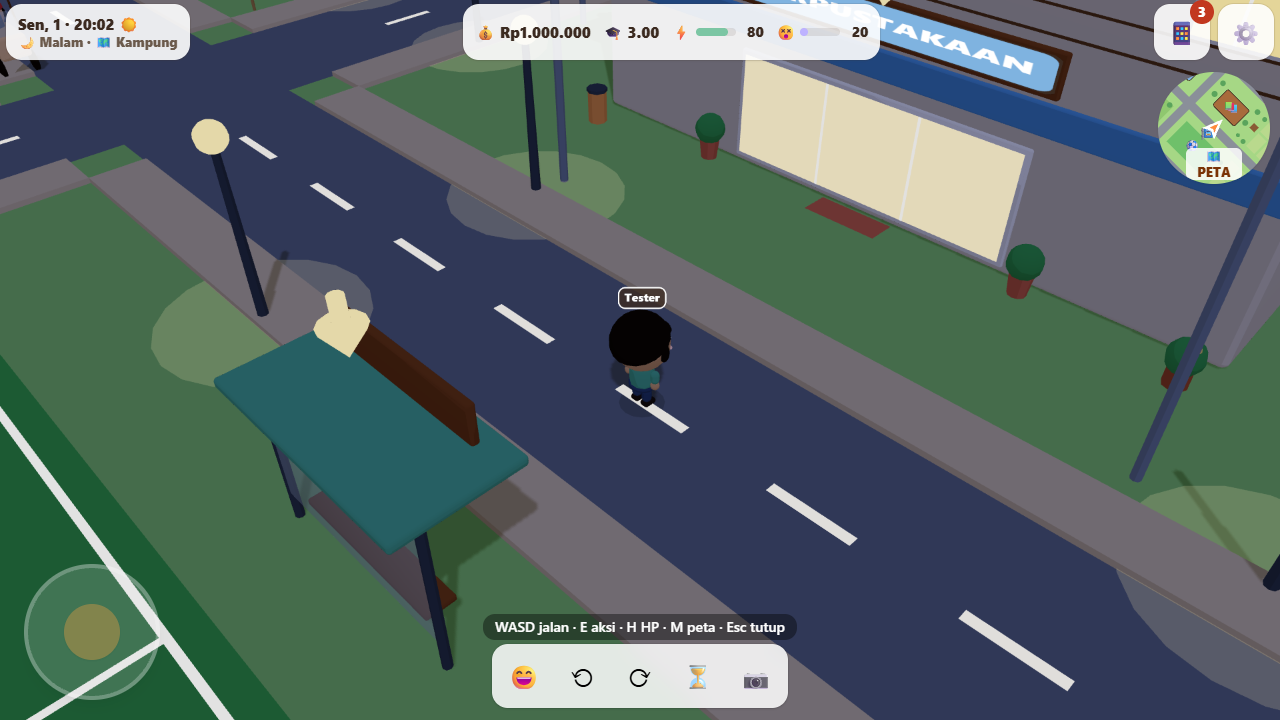 Sen, 1 · 20:02
Malam · Kampung
Rp1.000.000
3.00
80
20
3
PETA
Tester
WASD jalan · E aksi · H HP · M peta · Esc tutup